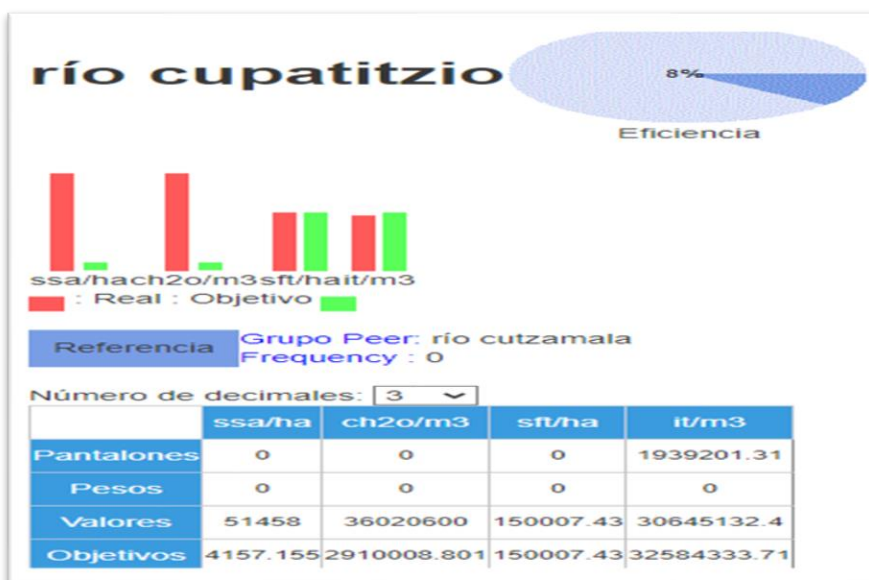 río cupatitzio
8%
Eficiencia
ssa/hach2o/m3sft/hait/m3
: Real : Objetivo
Referencia
Grupo Peer: río cutzamala
Frequency : 0
Número de decimales: 3
ssa/ha ch2o/m3 sft/ha it/m3
Pantalones 0 0 0 1939201.31
Pesos 0 0 0 0
Valores 51458 36020600 150007.43 30645132.4
Objetivos 4157.155 2910008.801 150007.43 32584333.71